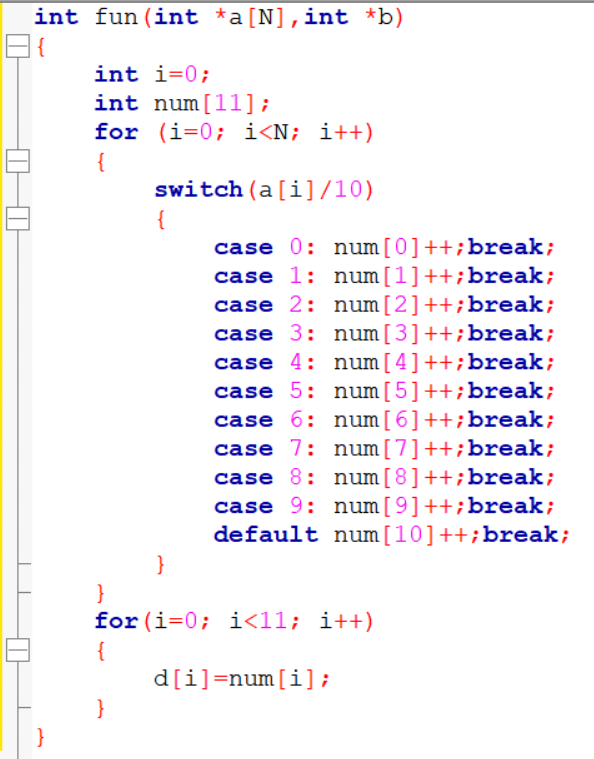 int fun(int *a[N],int *b)
{
int i=0;
int num[11];
for (i=0; i<N; i++)
{
switch(a[i]/10)
{
case 0: num[0]++;break;
case 1: num[1]++;break;
case 2: num[2]++;break;
case 3: num[3]++;break;
case 4: num[4]++;break;
case 5: num[5]++;break;
case 6: num[6]++;break;
case 7: num[7]++;break;
case 8: num[8]++;break;
case 9: num[9]++;break;
default num[10]++;break;
}
}
for(i=0; i<11; i++)
{
d[i]=num[i];
}
}